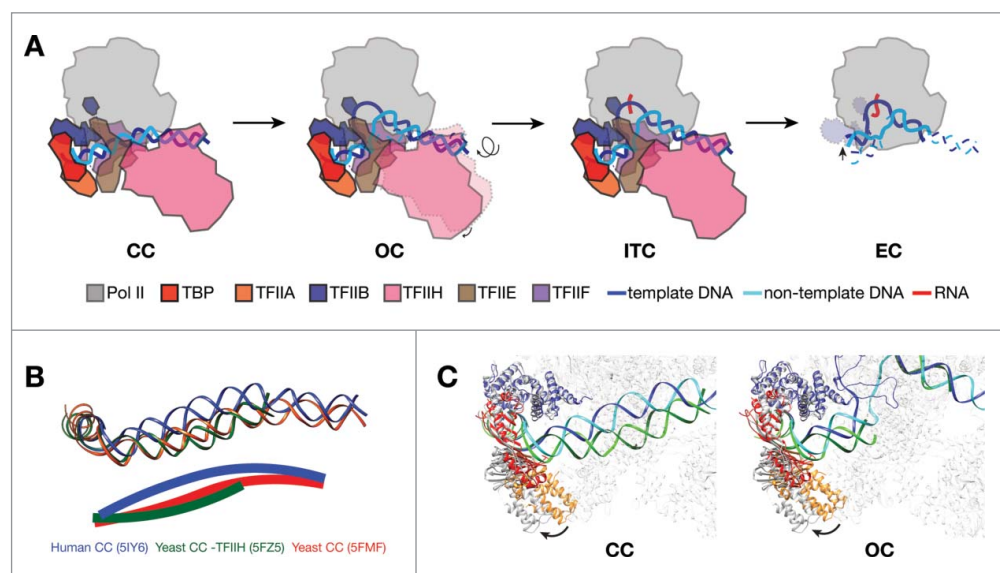 A
CC
OC
ITC
EC
Pol II TBP TFIIA TFIIB TFIIH TFIIE TFIIF template DNA non-template DNA RNA
B
Human CC (5IY6) Yeast CC -TFIIH (5FZ5) Yeast CC (5FMF)
C
CC
OC